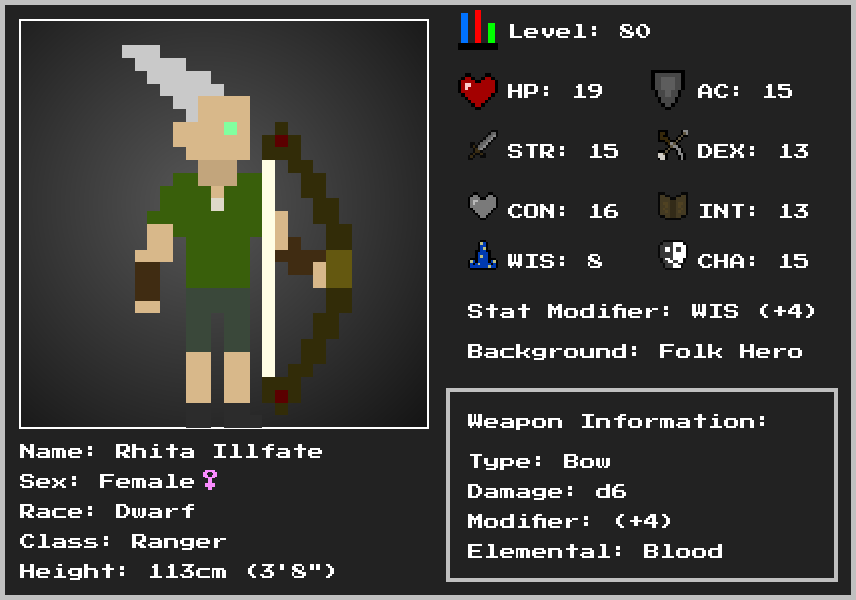 Level: 80
HP: 19 AC: 15
STR: 15 DEX: 13
CON: 16 INT: 13
WIS: 8 CHA: 15
Stat Modifier: WIS (+4)
Background: Folk Hero
Weapon Information:
Type: Bow
Damage: d6
Modifier: (+4)
Elemental: Blood
Name: Rhita Illfate
Sex: Female♀
Race: Dwarf
Class: Ranger
Height: 113cm (3'8")